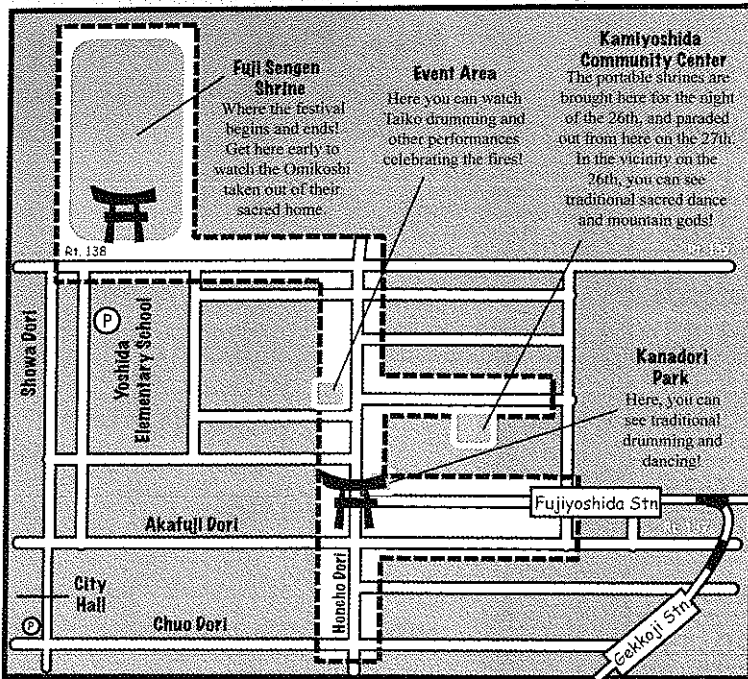 Fuji Sengen
Shrine
Where the festival
begins and ends!
Get here early to
watch the Omikoshi
taken out of their
sacred home.
Event Area
Here you can watch
Taiko drumming and
other performances
celebrating the fires!
Kamiyoshida
Community Center
The portable shrines are
brought here for the night
of the 26th, and paraded
out from here on the 27th.
In the vicinity on the
26th, you can see
traditional sacred dance
and mountain gods!
Rt. 138
Showa Dori
P
Yoshida
Elementary School
Kanadori
Park
Here, you can
see traditional
drumming and
dancing!
Fujiyoshida Stn
Akafuji Dori
Honcho Dori
City
Hall
P
Chuo Dori
Gekkoji Stn